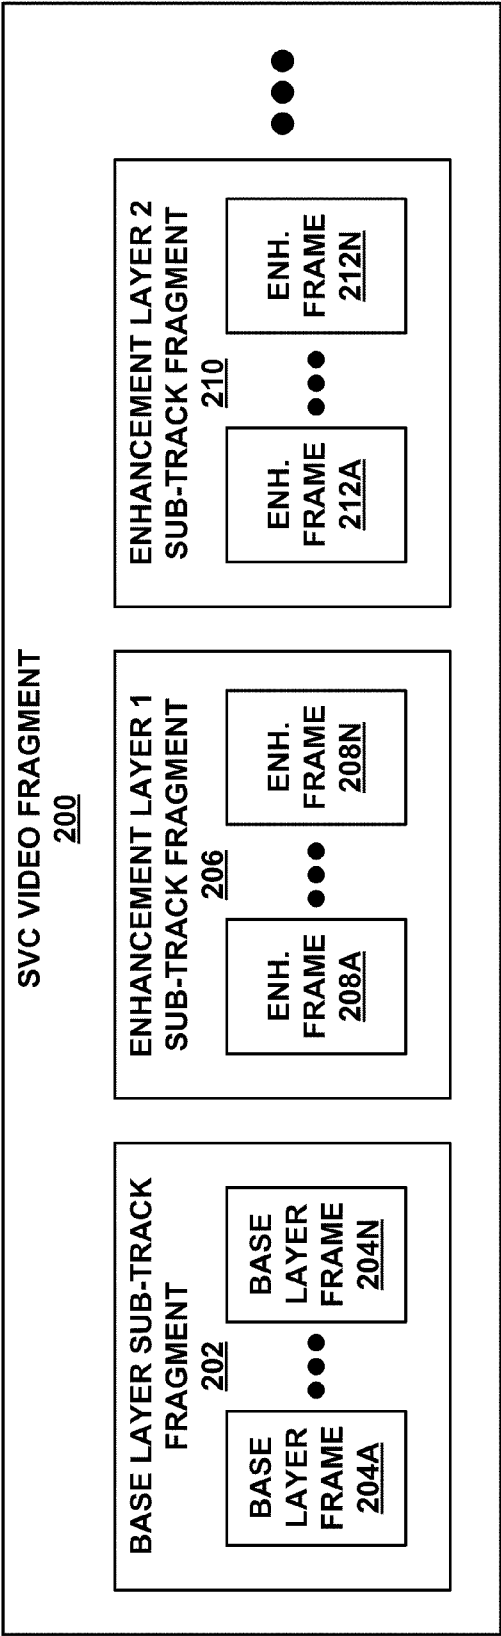 SVC VIDEO FRAGMENT
200
BASE LAYER SUB-TRACK
FRAGMENT
202
BASE
LAYER
FRAME
204A
BASE
LAYER
FRAME
204N
ENHANCEMENT LAYER 1
SUB-TRACK FRAGMENT
206
ENH.
FRAME
208A
ENH.
FRAME
208N
ENHANCEMENT LAYER 2
SUB-TRACK FRAGMENT
210
ENH.
FRAME
212A
ENH.
FRAME
212N